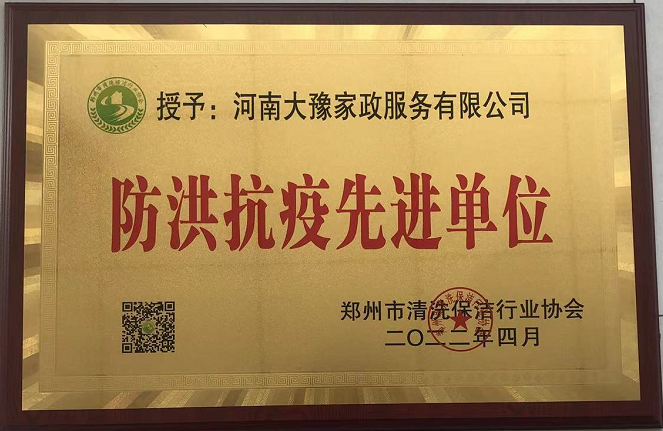 授予：河南大豫家政服务有限公司
防洪抗疫先进单位
郑州市清洗保洁行业协会
二〇二二年四月